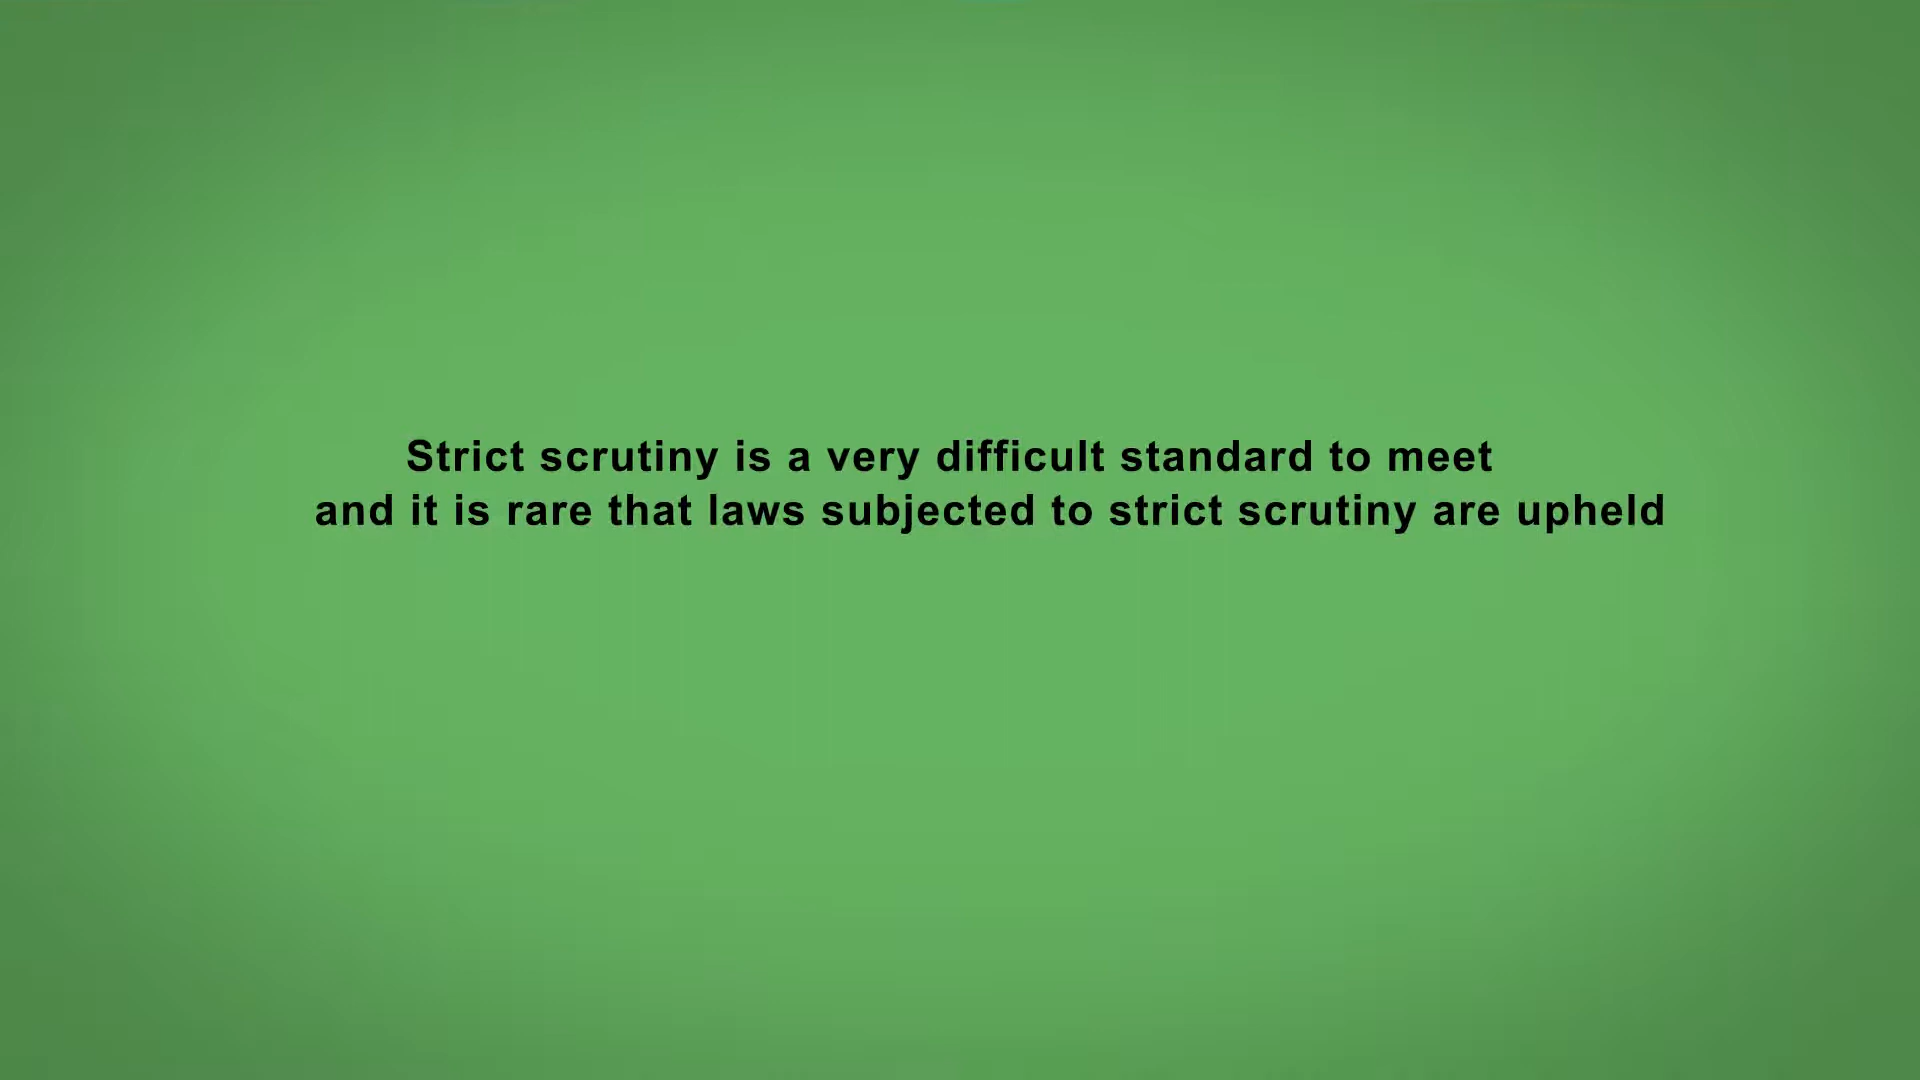 Strict scrutiny is a very difficult standard to meet
and it is rare that laws subjected to strict scrutiny are upheld